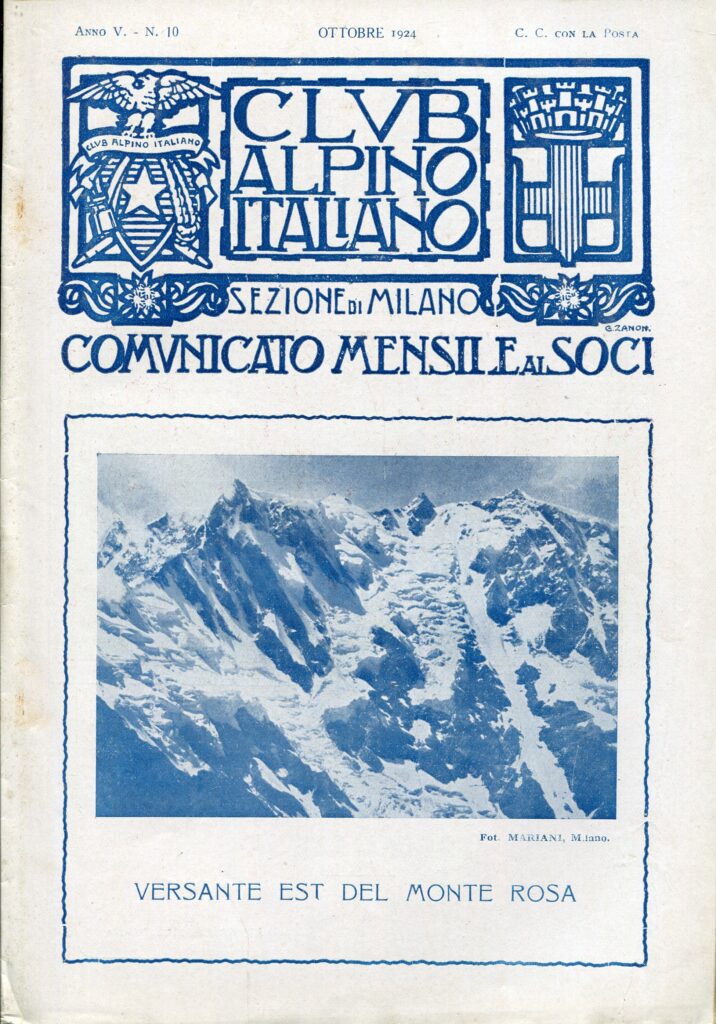 ANNO V. - N. 10
OTTOBRE 1924
C. C. CON LA POSTA
CLVB ALPINO ITALIANO
CLVB
ALPINO
ITALIANO
SEZIONE DI MILANO
G. ZANON.
COMVNICATO MENSILE AI SOCI
Fot. MARIANI, Milano.
VERSANTE EST DEL MONTE ROSA